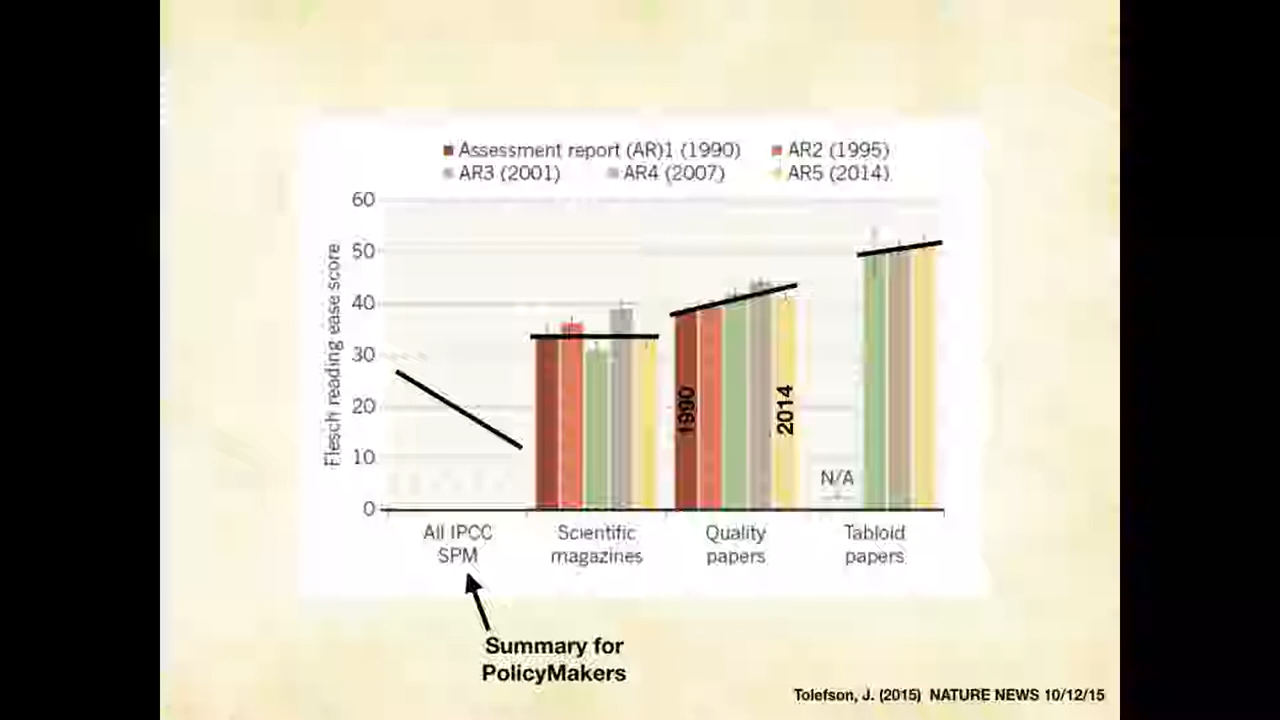 Assessment report (AR)1 (1990) AR2 (1995)
AR3 (2001) AR4 (2007) AR5 (2014)
60
50
40
30
20
10
0
Flesch reading ease score
1990
2014
N/A
All IPCC
SPM
Scientific
magazines
Quality
papers
Tabloid
papers
Summary for
PolicyMakers
Tolefson, J. (2015) NATURE NEWS 10/12/15